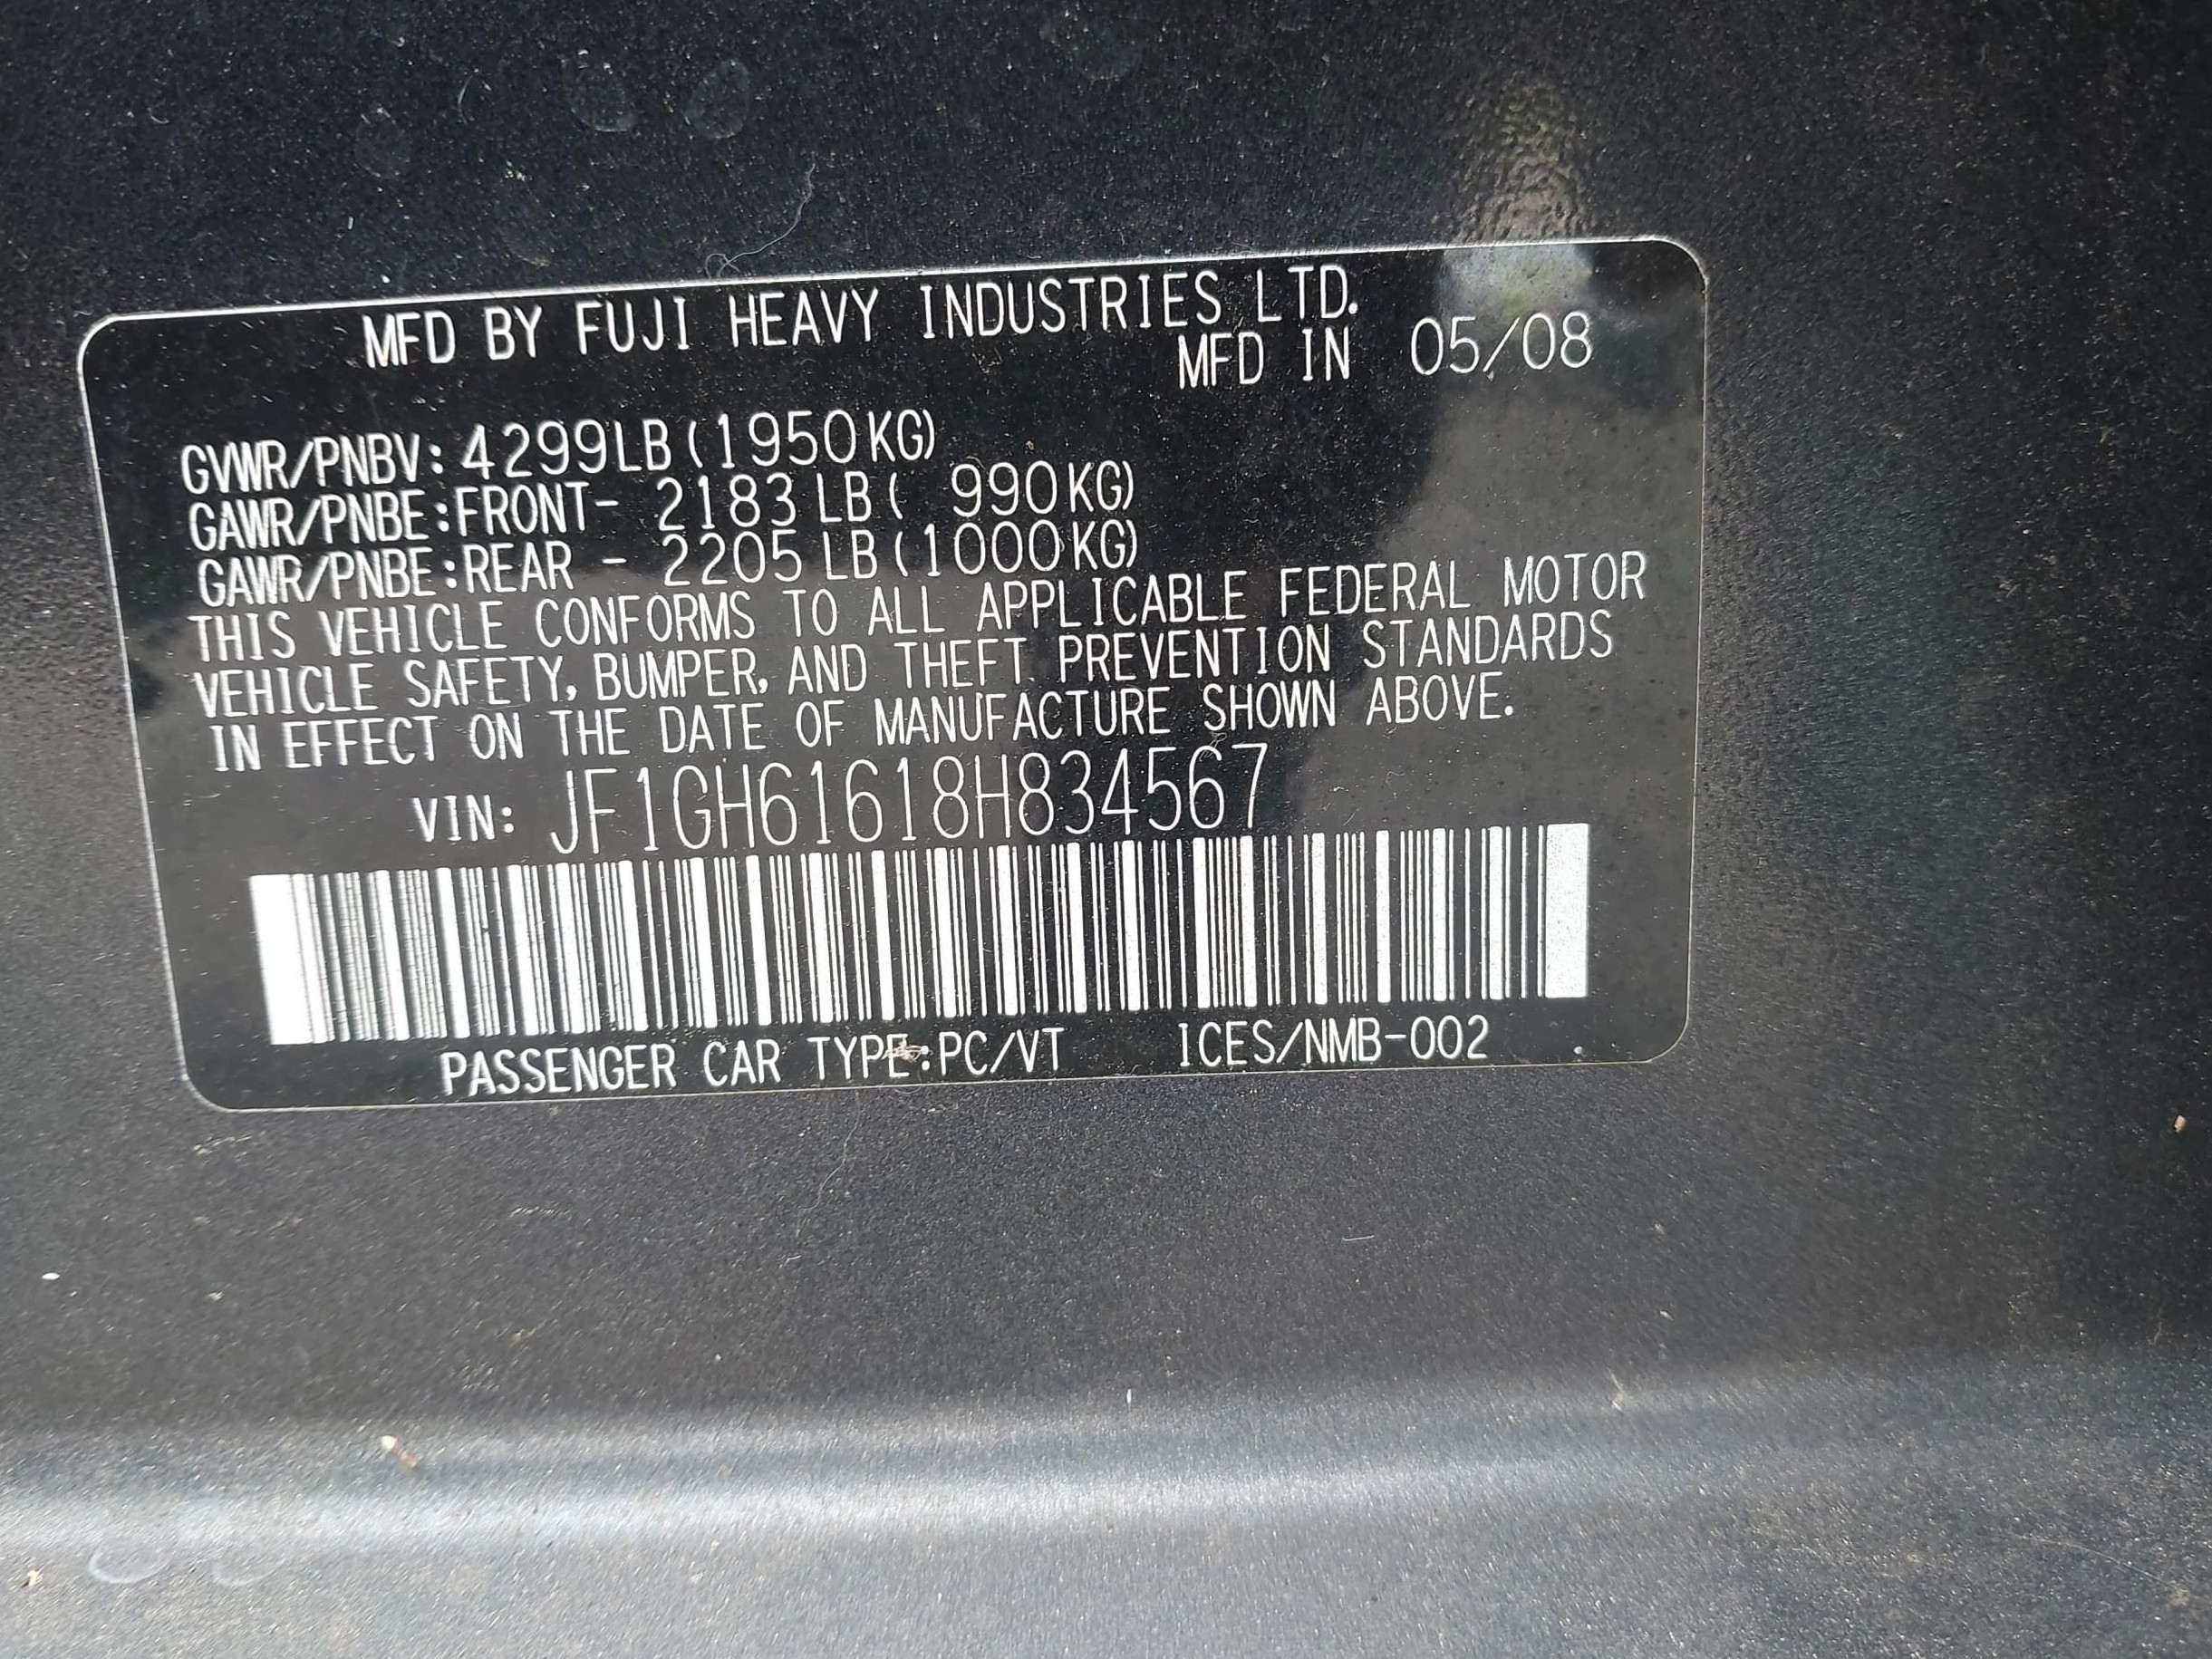 MFD BY FUJI HEAVY INDUSTRIES LTD.
MFD IN 05/08
GVWR/PNBV: 4299LB (1950KG)
GAWR/PNBE:FRONT- 2183 LB ( 990KG)
GAWR/PNBE:REAR - 2205 LB (1000KG)
THIS VEHICLE CONFORMS TO ALL APPLICABLE FEDERAL MOTOR
VEHICLE SAFETY, BUMPER, AND THEFT PREVENTION STANDARDS
IN EFFECT ON THE DATE OF MANUFACTURE SHOWN ABOVE.
VIN: JF1GH61618H834567
PASSENGER CAR TYPE:PC/VT ICES/NMB-002